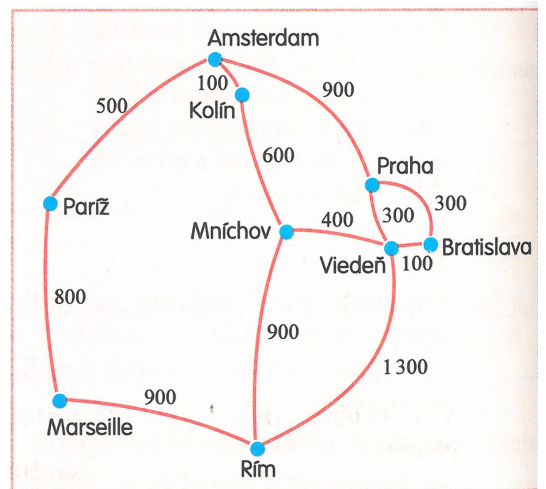 Amsterdam
100
900
500
Kolín
600
Praha
300
300
Paríž
Mníchov
400
Viedeň
100
Bratislava
800
900
1 300
900
Marseille
Rím